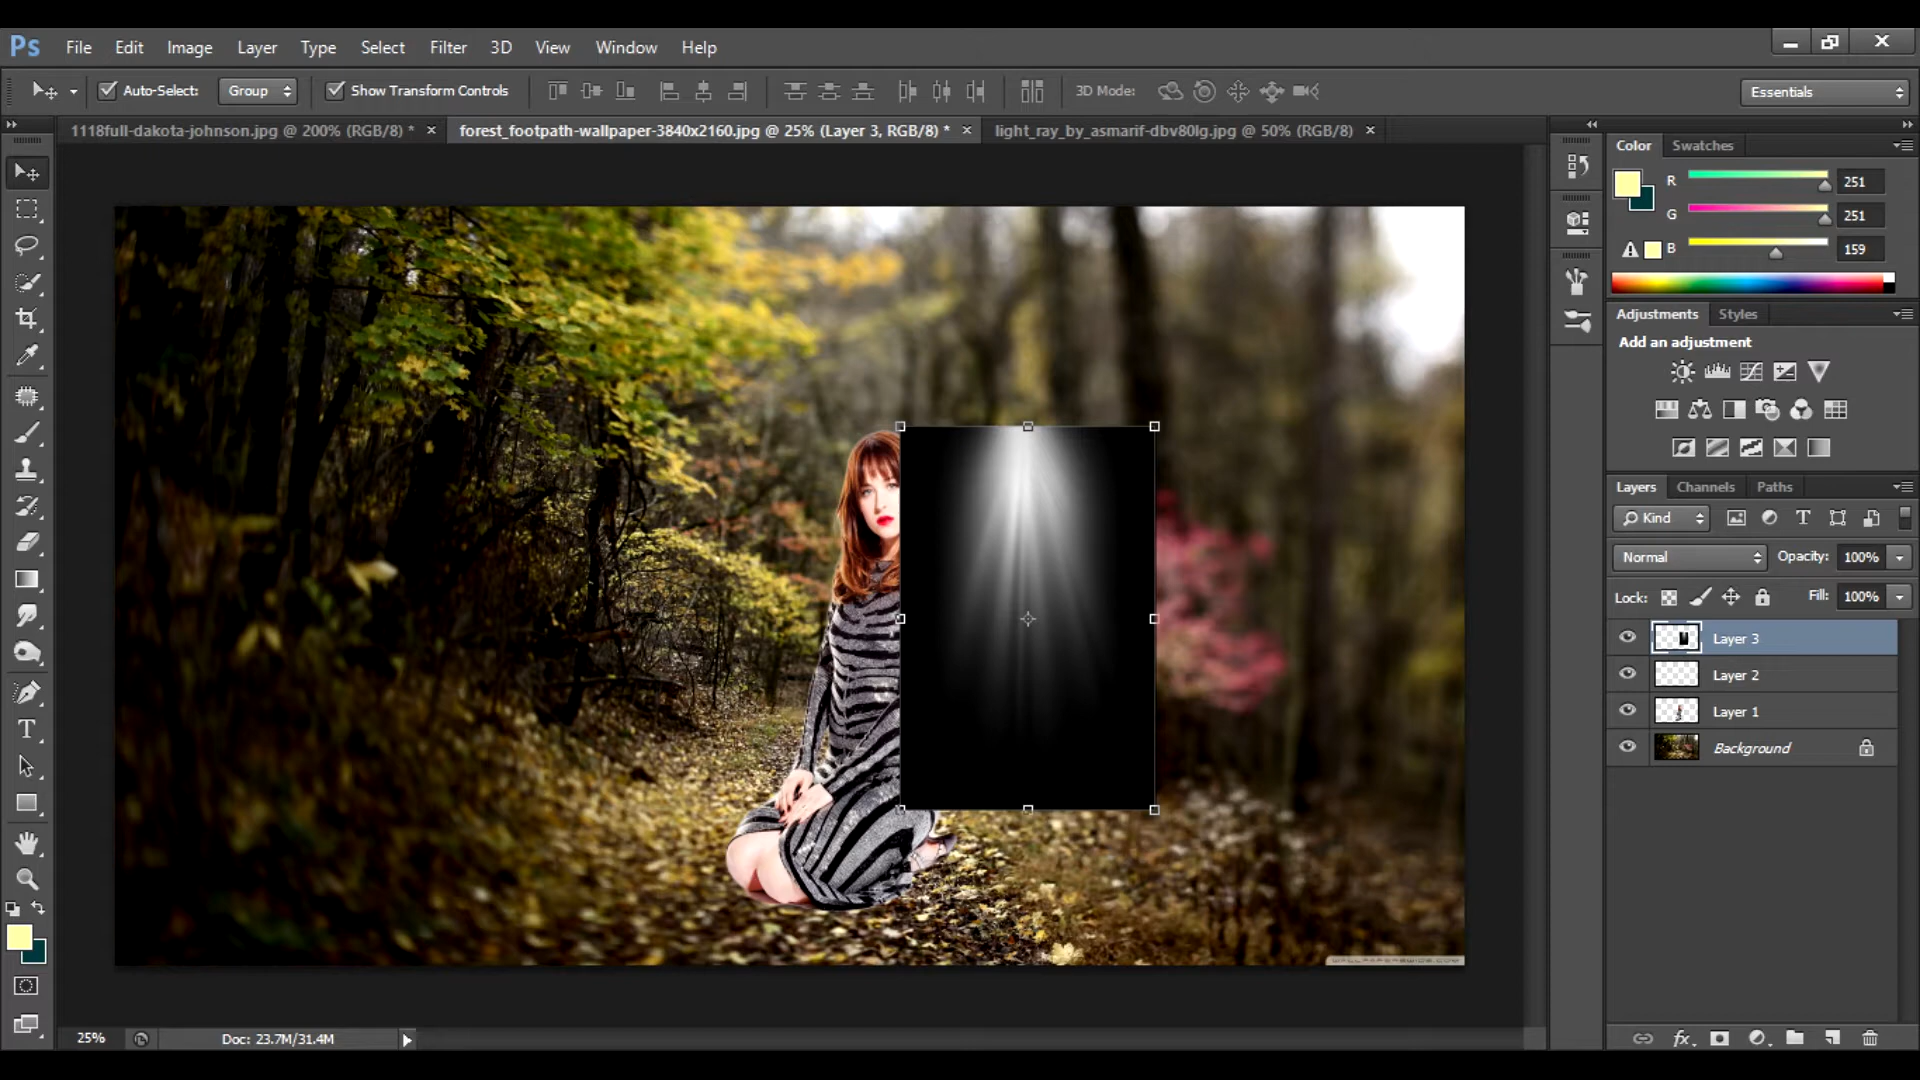 Ps File Edit Image Layer Type Select Filter 3D View Window Help
Auto-Select: Group Show Transform Controls 3D Mode: Essentials
1118full-dakota-johnson.jpg @ 200% (RGB/8) * forest_footpath-wallpaper-3840x2160.jpg @ 25% (Layer 3, RGB/8) * light_ray_by_asmarif-dbv80lg.jpg @ 50% (RGB/8)
Color Swatches
R 251
G 251
B 159
Adjustments Styles
Add an adjustment
Layers Channels Paths
Kind
Normal Opacity: 100%
Lock: Fill: 100%
Layer 3
Layer 2
Layer 1
Background
25% Doc: 23.7M/31.4M